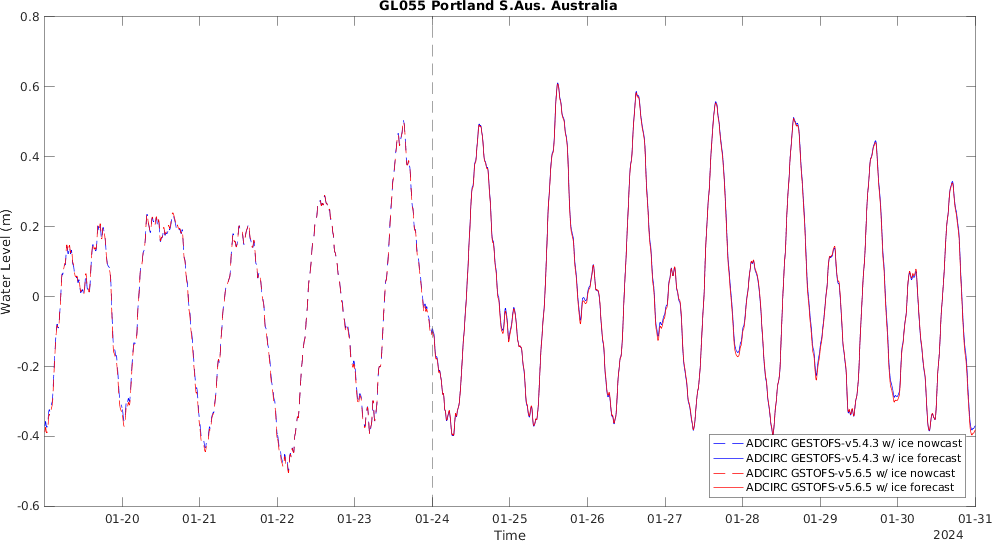 GL055 Portland S.Aus. Australia
0.8
0.6
0.4
0.2
0
-0.2
-0.4
-0.6
Water Level (m)
ADCIRC GESTOFS-v5.4.3 w/ ice nowcast
ADCIRC GESTOFS-v5.4.3 w/ ice forecast
ADCIRC GSTOFS-v5.6.5 w/ ice nowcast
ADCIRC GSTOFS-v5.6.5 w/ ice forecast
01-20 01-21 01-22 01-23 01-24 01-25 01-26 01-27 01-28 01-29 01-30 01-31
Time
2024